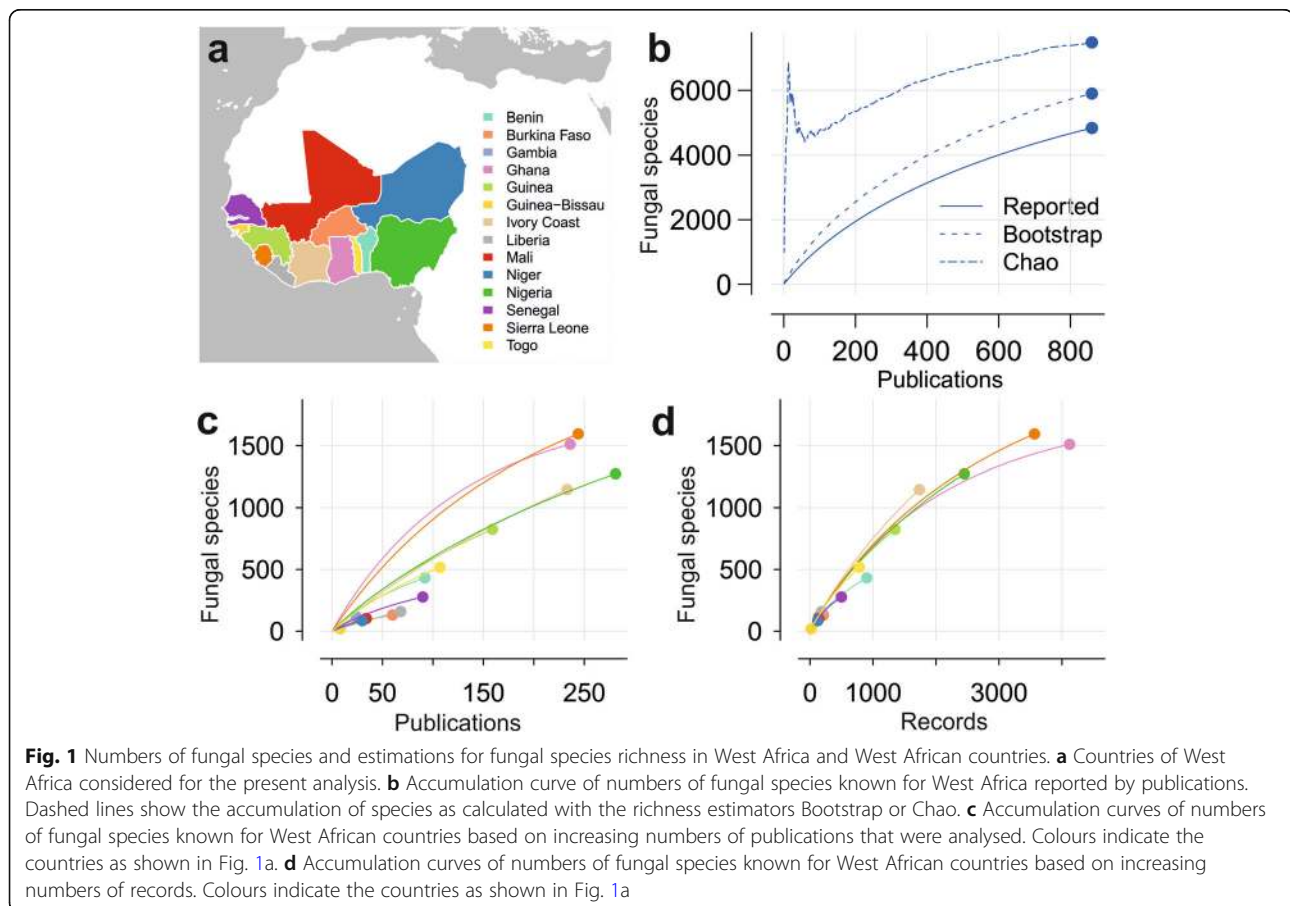 a
Benin
Burkina Faso
Gambia
Ghana
Guinea
Guinea−Bissau
Ivory Coast
Liberia
Mali
Niger
Nigeria
Senegal
Sierra Leone
Togo
b
Fungal species
6000
4000
2000
0
Reported
Bootstrap
Chao
0 200 400 600 800
Publications
c
Fungal species
1500
1000
500
0
0 50 150 250
Publications
d
Fungal species
1500
1000
500
0
0 1000 3000
Records
Fig. 1 Numbers of fungal species and estimations for fungal species richness in West Africa and West African countries. a Countries of West
Africa considered for the present analysis. b Accumulation curve of numbers of fungal species known for West Africa reported by publications.
Dashed lines show the accumulation of species as calculated with the richness estimators Bootstrap or Chao. c Accumulation curves of numbers
of fungal species known for West African countries based on increasing numbers of publications that were analysed. Colours indicate the
countries as shown in Fig. 1a. d Accumulation curves of numbers of fungal species known for West African countries based on increasing
numbers of records. Colours indicate the countries as shown in Fig. 1a